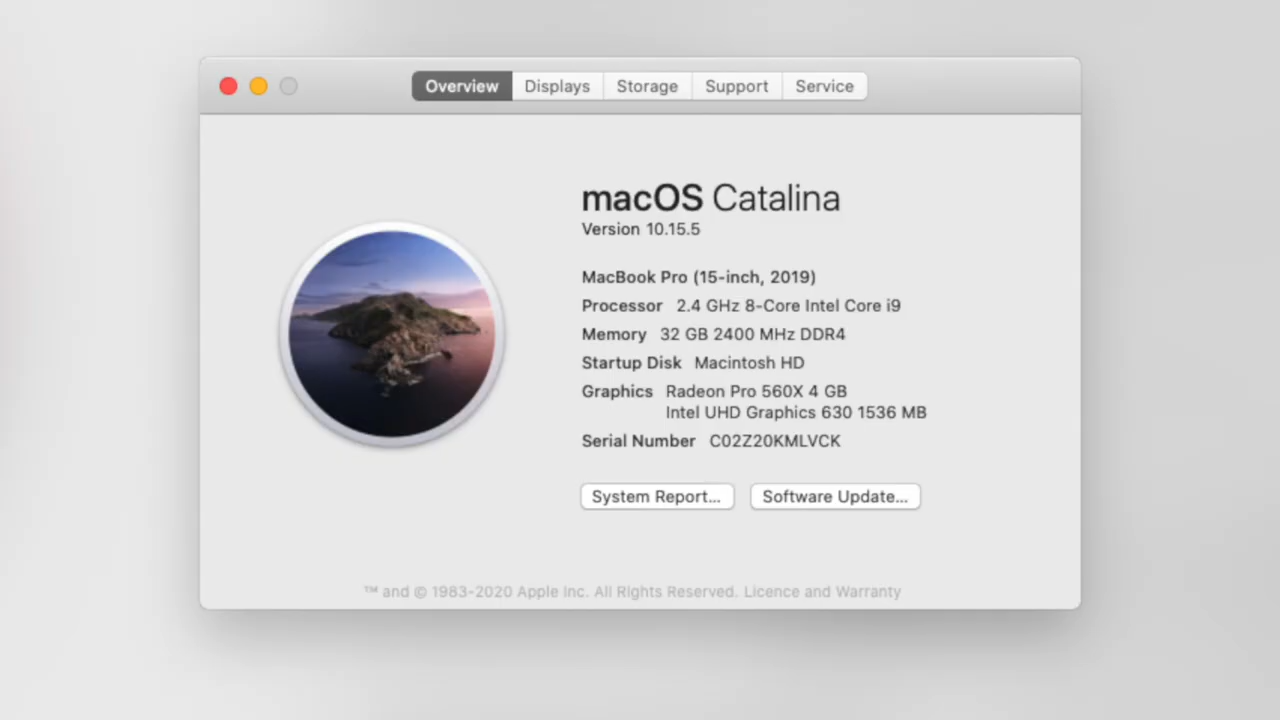 Overview Displays Storage Support Service
macOS Catalina
Version 10.15.5
MacBook Pro (15-inch, 2019)
Processor 2.4 GHz 8-Core Intel Core i9
Memory 32 GB 2400 MHz DDR4
Startup Disk Macintosh HD
Graphics Radeon Pro 560X 4 GB
Intel UHD Graphics 630 1536 MB
Serial Number C02Z20KMLVCK
System Report... Software Update...
™ and © 1983-2020 Apple Inc. All Rights Reserved. Licence and Warranty